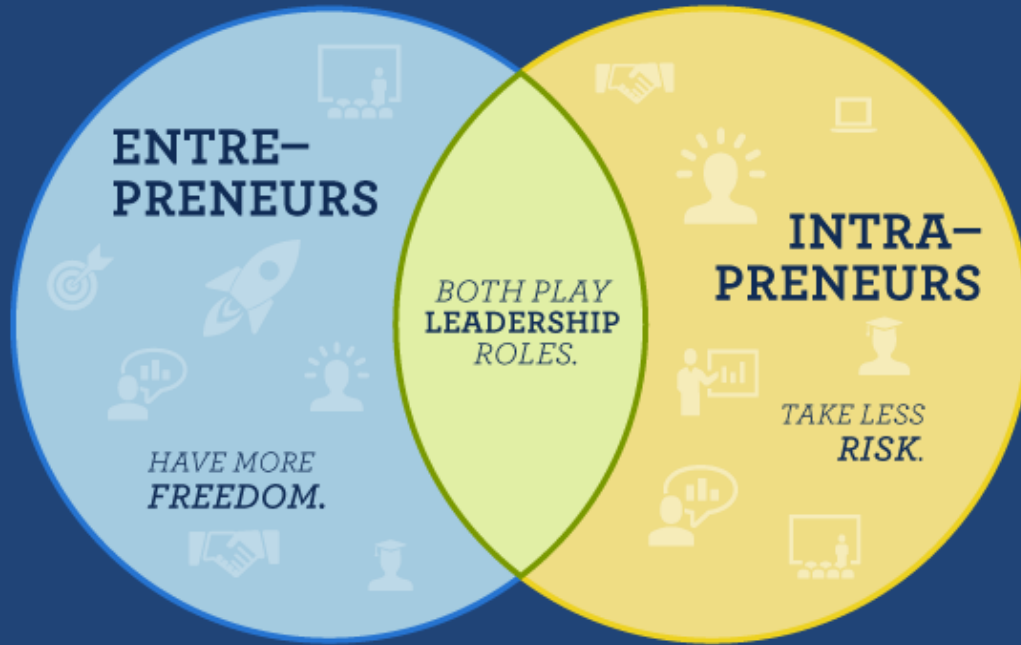 ENTRE–
PRENEURS
HAVE MORE
FREEDOM.
BOTH PLAY
LEADERSHIP
ROLES.
INTRA–
PRENEURS
TAKE LESS
RISK.